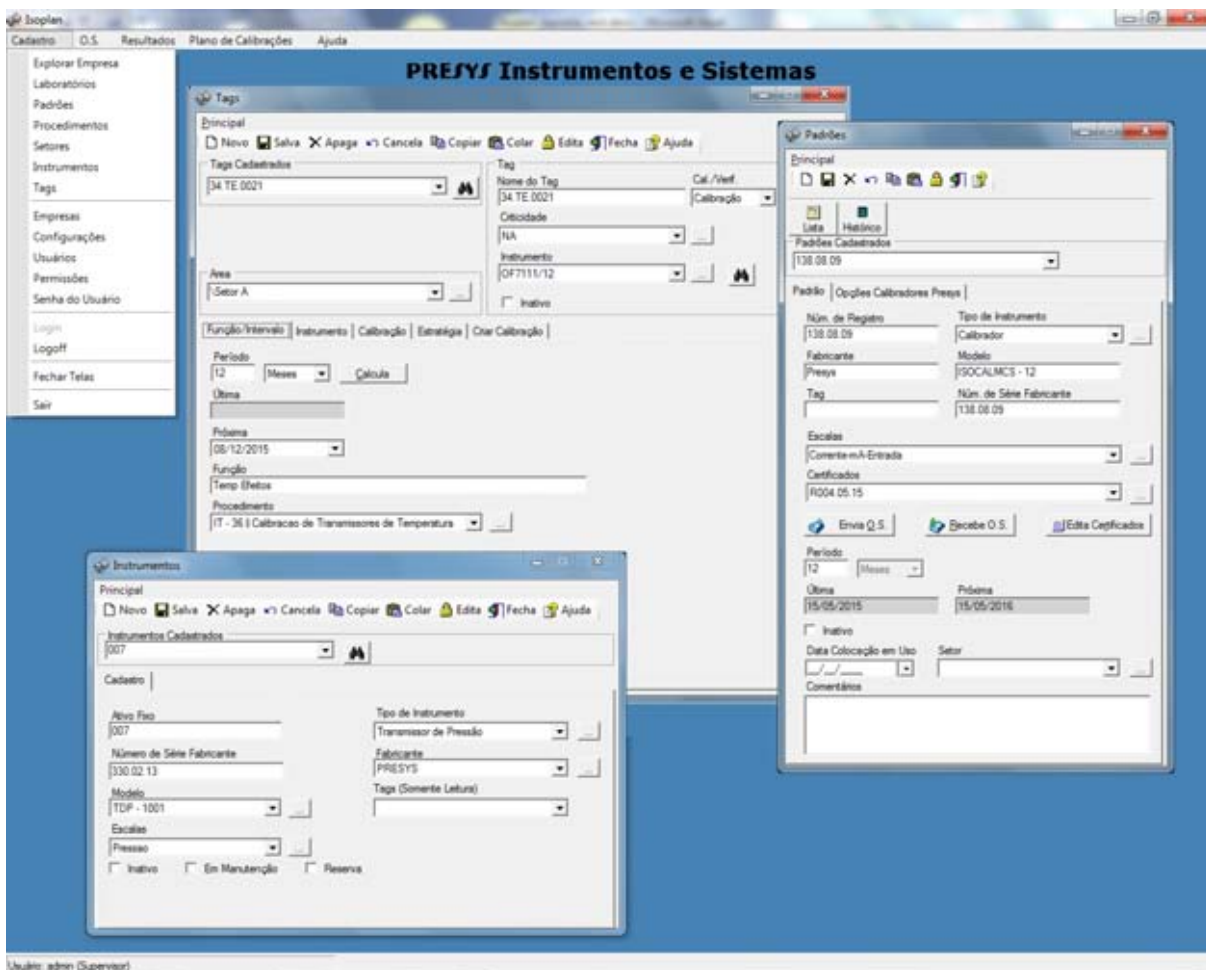 Isoplan
Cadastro O.S. Resultados Plano de Calibrações Ajuda
Explorar Empresa
Laboratórios
Padrões
Procedimentos
Setores
Instrumentos
Tags
Empresas
Configurações
Usuários
Permissões
Senha do Usuário
Login
Logoff
Fechar Telas
Sair
PRESYS Instrumentos e Sistemas
Tags
Principal
Novo Salva Apaga Cancela Copiar Colar Edita Fecha Ajuda
Tags Cadastrados
34.TE.0021
Área
\Setor A
Tag
Nome do Tag Cal./Verif.
34.TE.0021 Calibração
Criticidade
NA
Instrumento
OF7111/12
Inativo
Função/Intervalo Instrumento Calibração Estratégia Criar Calibração
Período
12 Meses Calcula
Última
Próxima
08/12/2015
Função
Temp Efeitos
Procedimento
IT - 36 | Calibracao de Transmissores de Temperatura
Padrões
Principal
Lista Histórico
Padrões Cadastrados
138.08.09
Padrão Opções Calibradores Presys
Núm. de Registro Tipo de Instrumento
138.08.09 Calibrador
Fabricante Modelo
Presys ISOCALMCS - 12
Tag Núm. de Série Fabricante
138.08.09
Escalas
Corrente-mA-Entrada
Certificados
R004.05.15
Envia O.S. Recebe O.S. Edita Certificados
Período
12 Meses
Última Próxima
15/05/2015 15/05/2016
Inativo
Data Colocação em Uso Setor
__/__/____
Comentários
Instrumentos
Principal
Novo Salva Apaga Cancela Copiar Colar Edita Fecha Ajuda
Instrumentos Cadastrados
007
Cadastro
Ativo Fixo Tipo de Instrumento
007 Transmissor de Pressão
Número de Série Fabricante Fabricante
330.02.13 PRESYS
Modelo Tags (Somente Leitura)
TDP - 1001
Escalas
Pressao
Inativo Em Manutenção Reserva
Usuário: admin (Supervisor)